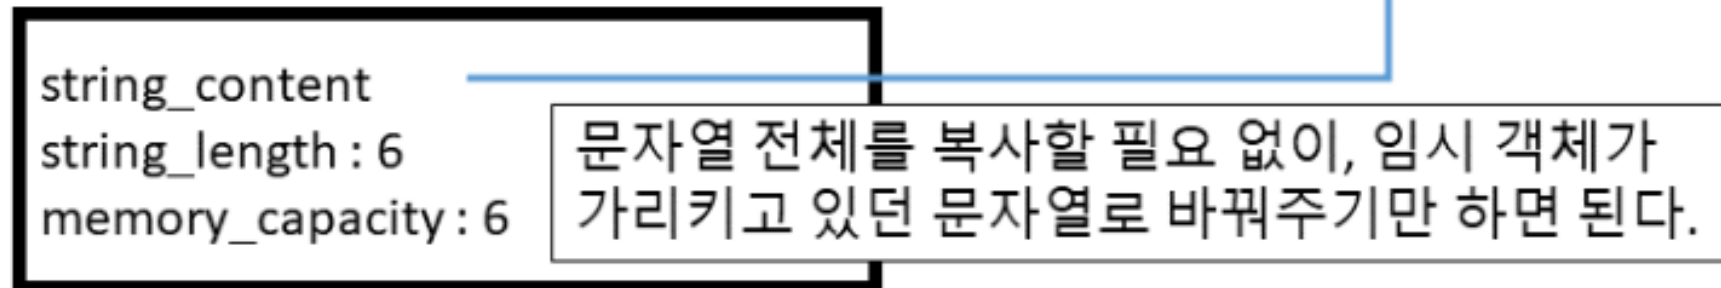 string_content
string_length : 6
memory_capacity : 6
문자열 전체를 복사할 필요 없이, 임시 객체가
가리키고 있던 문자열로 바꿔주기만 하면 된다.